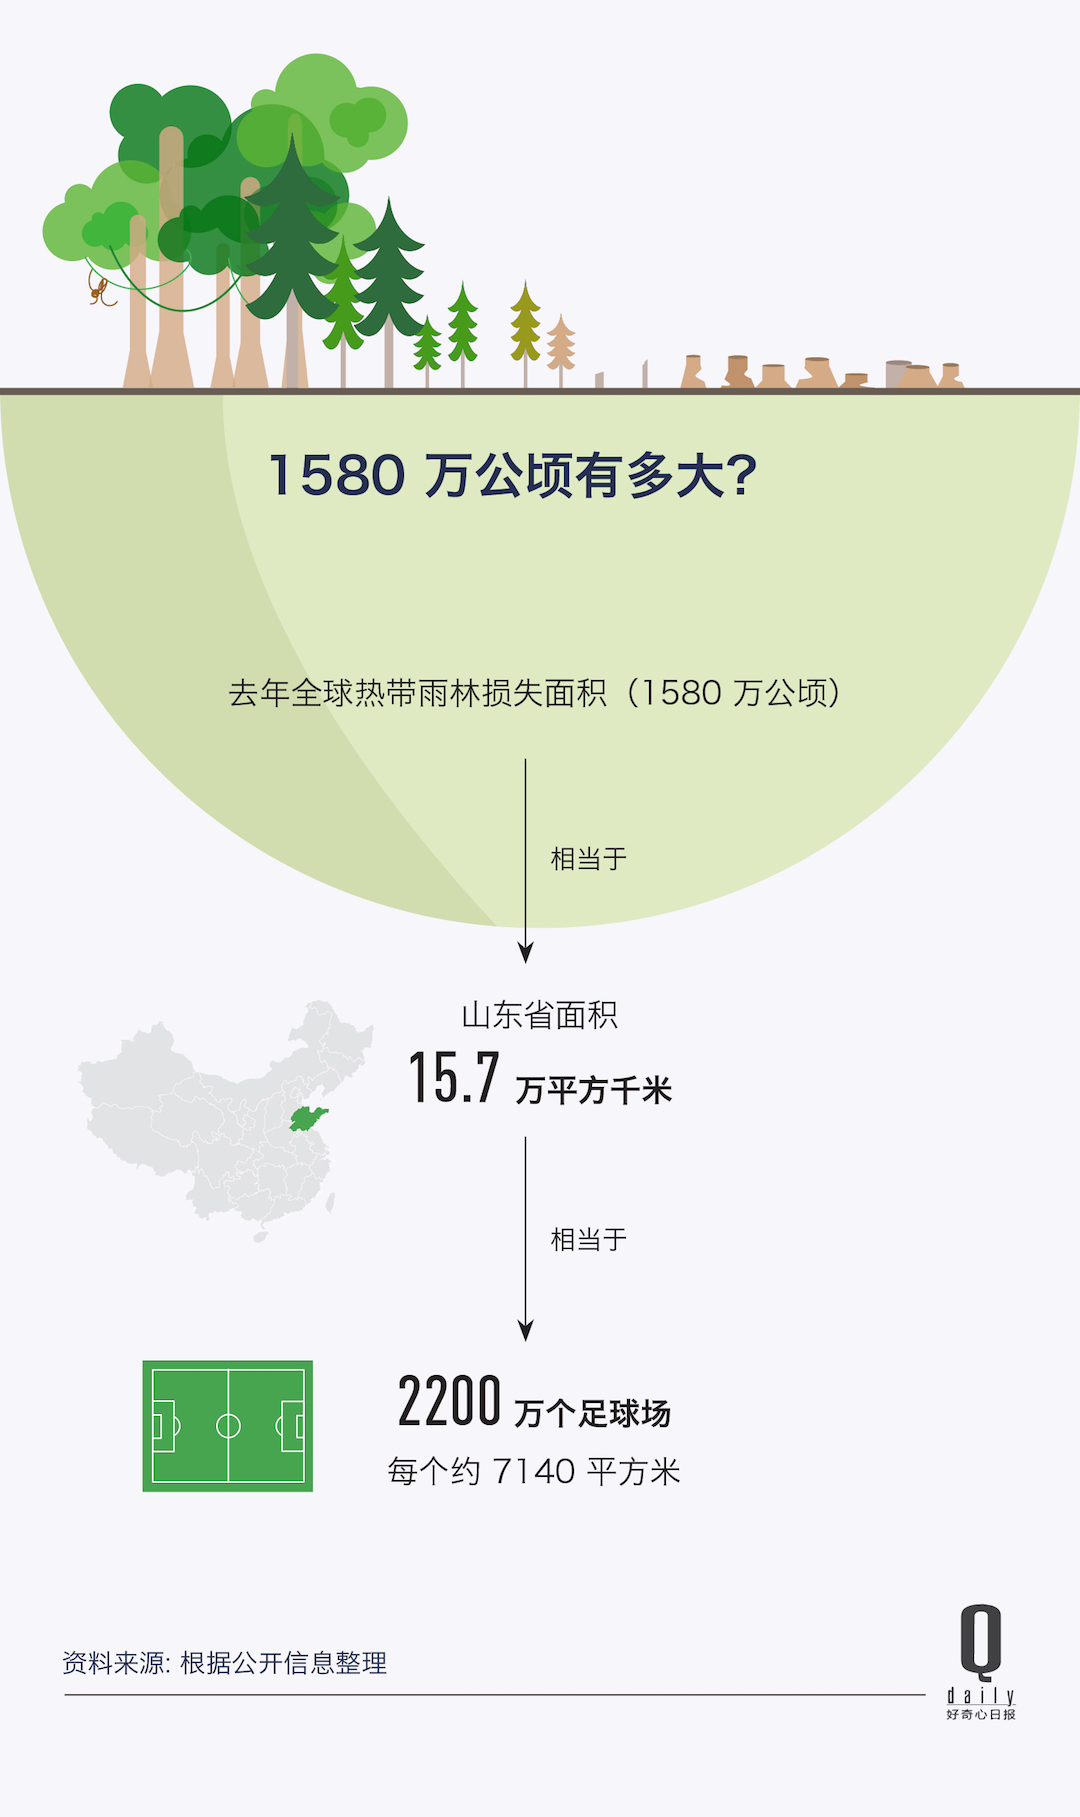 1580 万公顷有多大?
去年全球热带雨林损失面积（1580 万公顷）
相当于
山东省面积
15.7 万平方千米
相当于
2200 万个足球场
每个约 7140 平方米
资料来源: 根据公开信息整理
Q
daily
好奇心日报